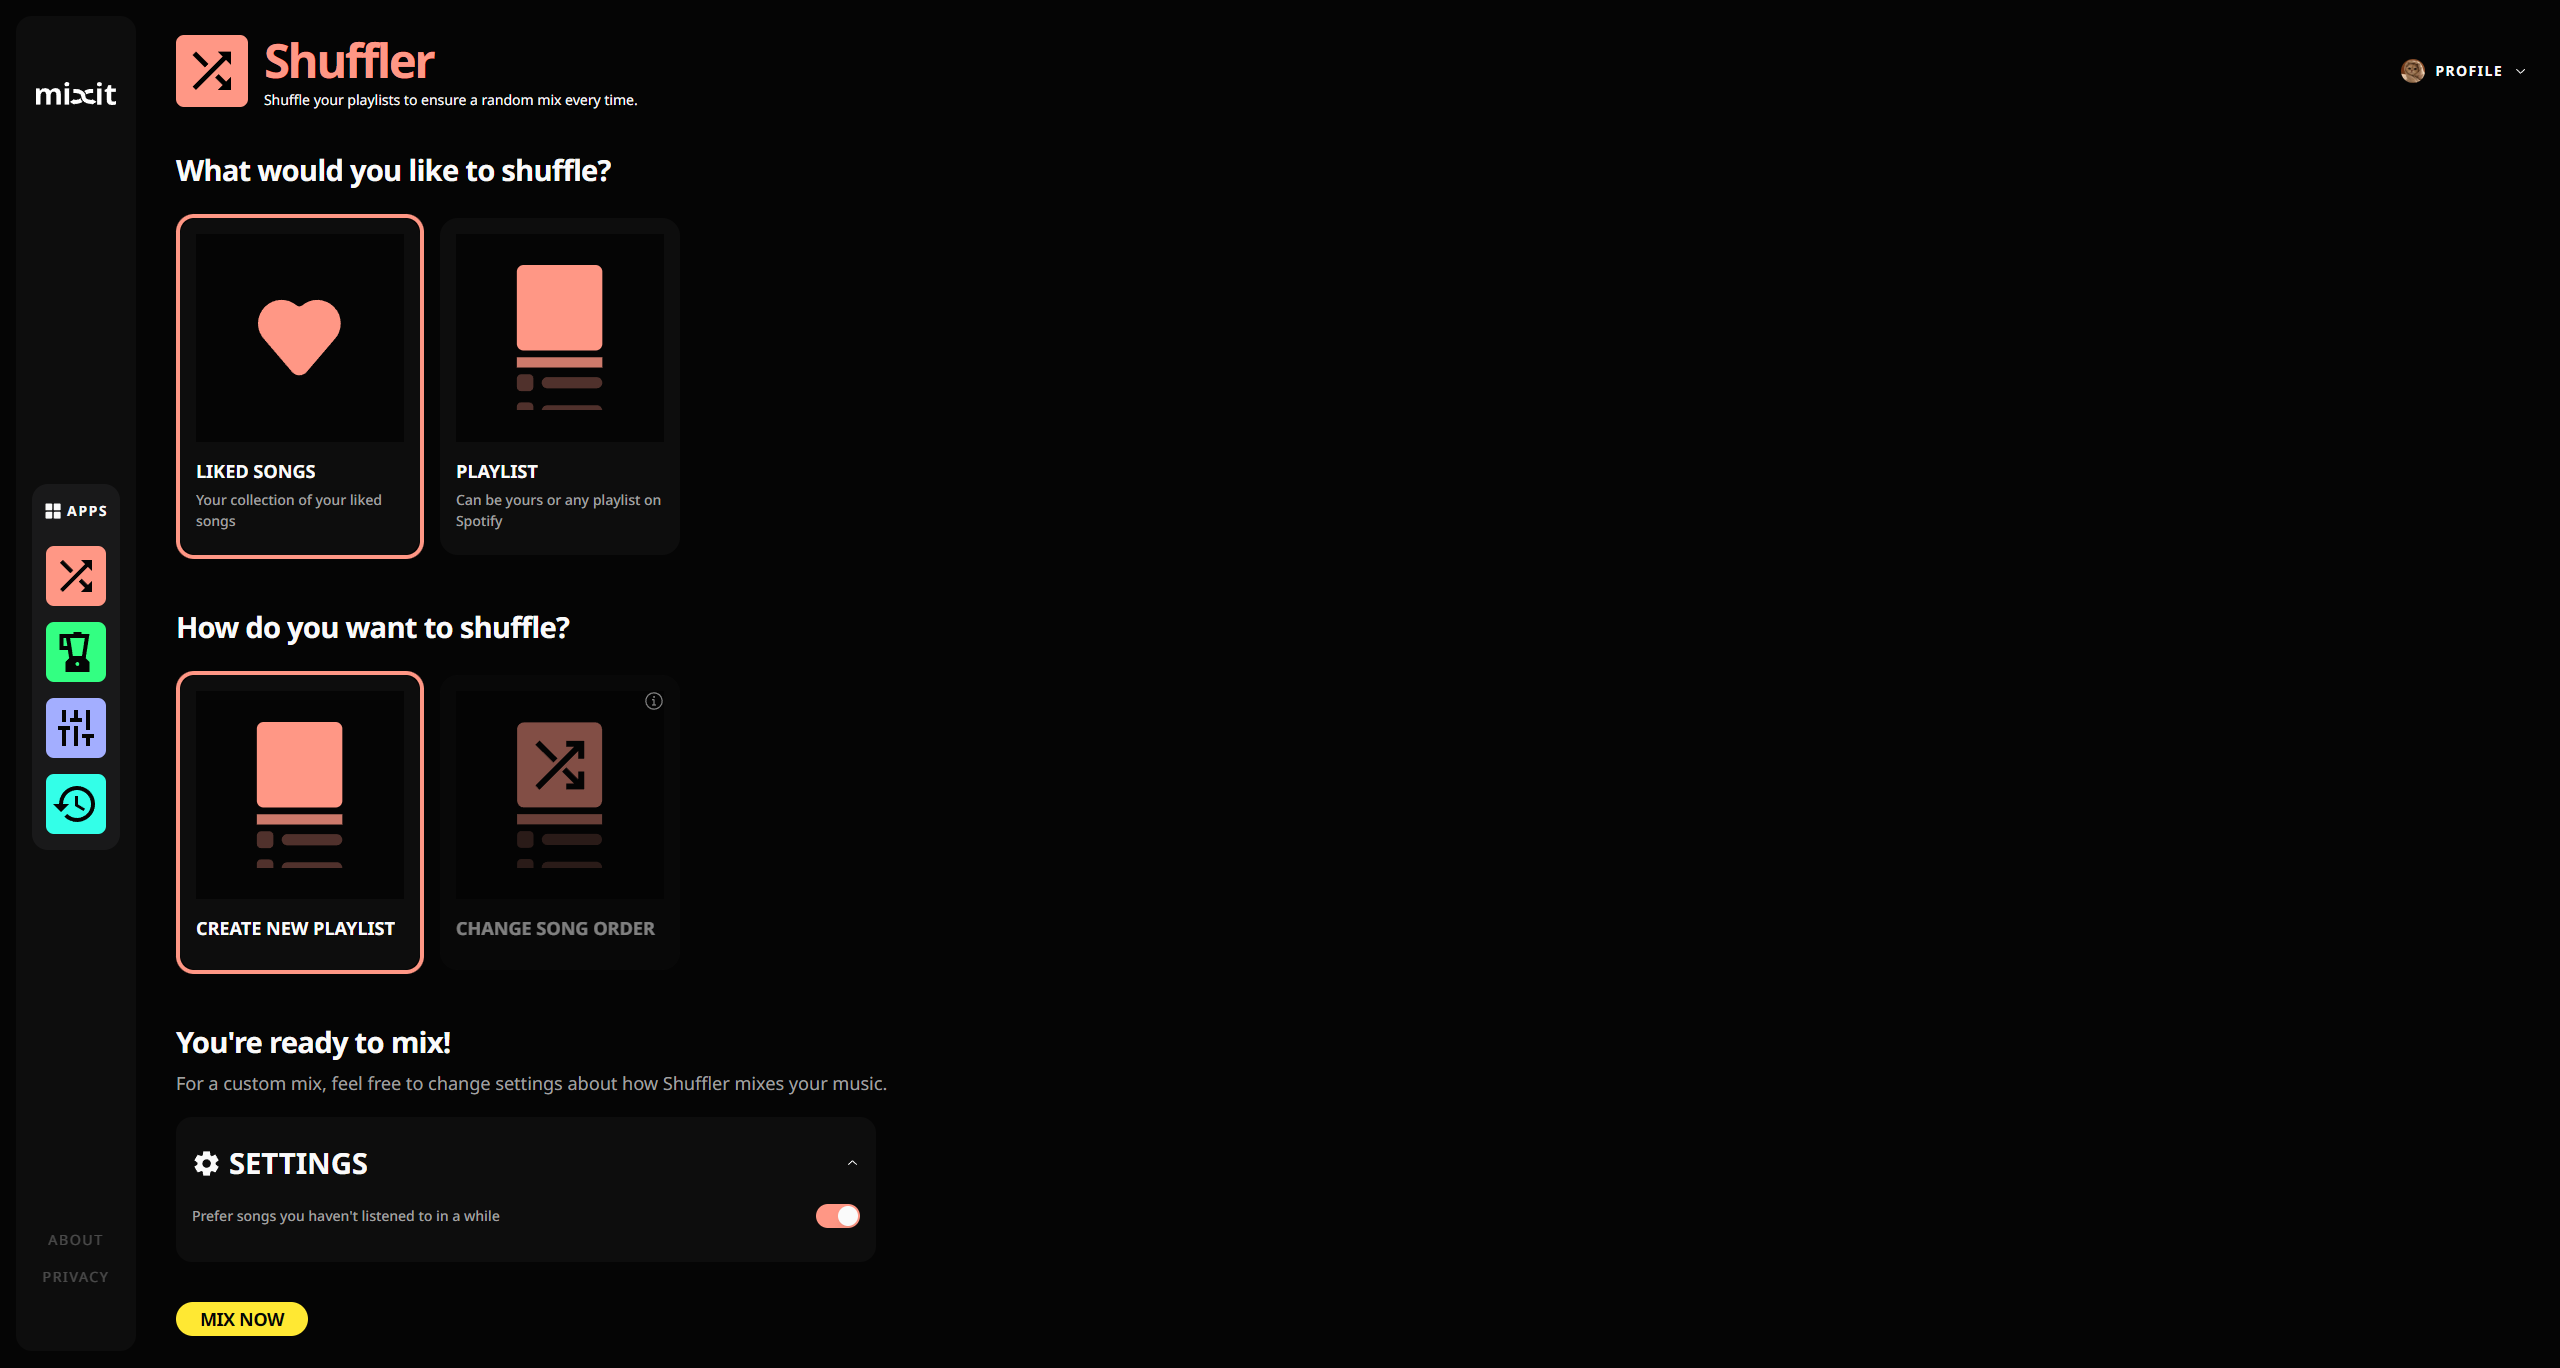 mixit
Shuffler
Shuffle your playlists to ensure a random mix every time.
PROFILE
What would you like to shuffle?
LIKED SONGS
Your collection of your liked
songs
PLAYLIST
Can be yours or any playlist on
Spotify
APPS
How do you want to shuffle?
CREATE NEW PLAYLIST
CHANGE SONG ORDER
You're ready to mix!
For a custom mix, feel free to change settings about how Shuffler mixes your music.
SETTINGS
Prefer songs you haven't listened to in a while
ABOUT
PRIVACY
MIX NOW